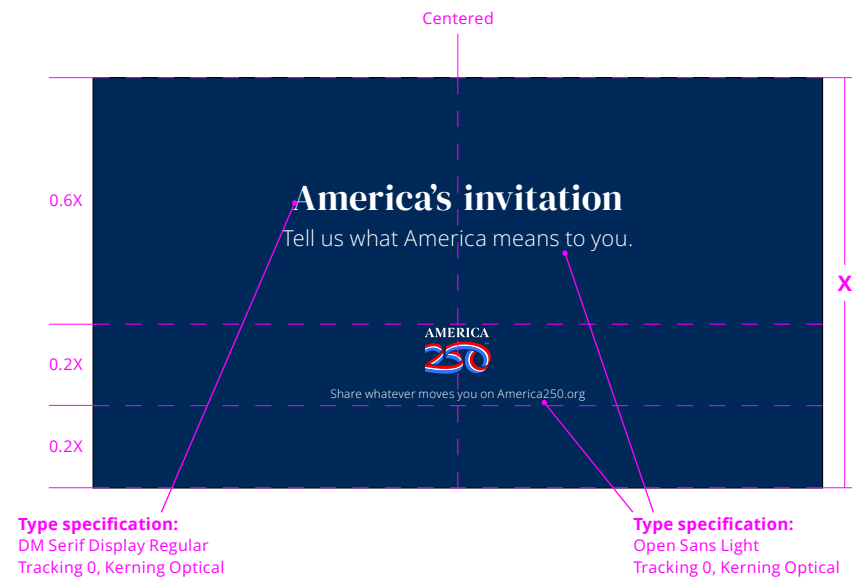 Centered
0.6X
America’s invitation
Tell us what America means to you.
X
AMERICA
250
0.2X
Share whatever moves you on America250.org
0.2X
Type specification:
DM Serif Display Regular
Tracking 0, Kerning Optical
Type specification:
Open Sans Light
Tracking 0, Kerning Optical